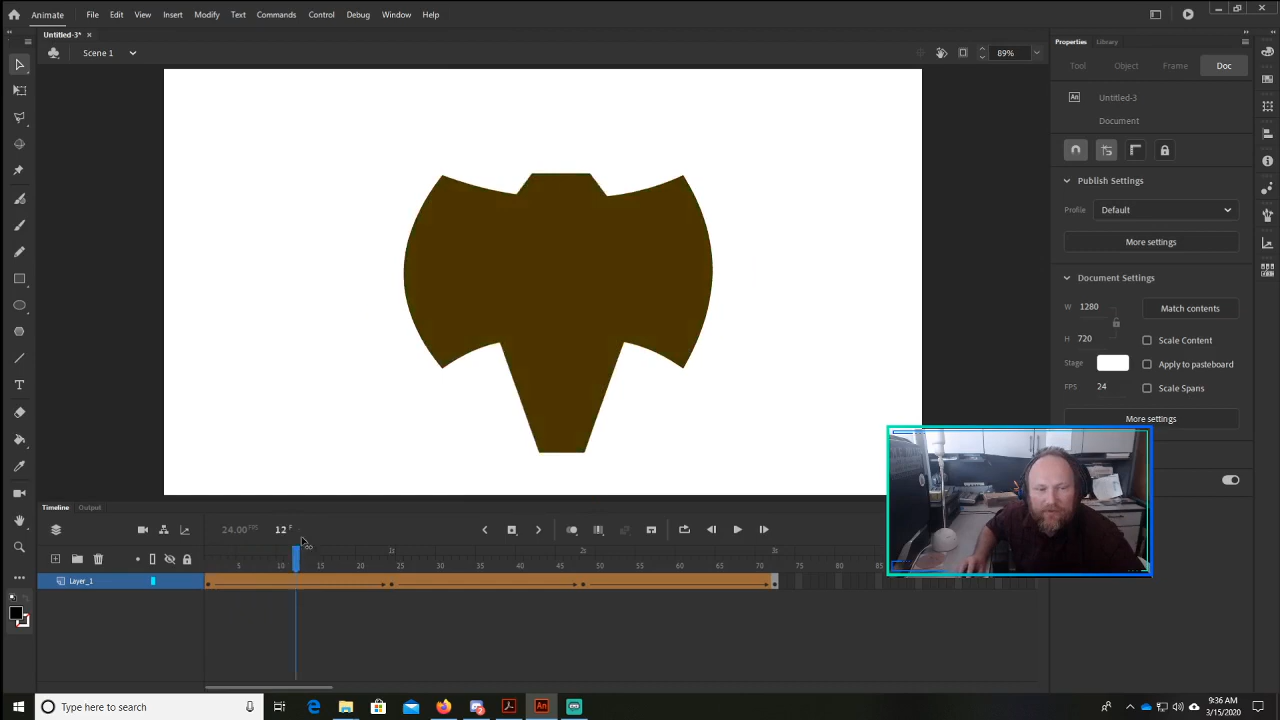 Animate File Edit View Insert Modify Text Commands Control Debug Window Help
Untitled-3*
Scene 1 89%
Properties Library
Tool Object Frame Doc
Untitled-3
Document
Publish Settings
Profile Default
More settings
Document Settings
W 1280 Match contents
H 720 Scale Content
Stage Apply to pasteboard
FPS 24 Scale Spans
More settings
Timeline Output
24.00 FPS 12 F
1s 2s 3s
5 10 15 20 25 30 35 40 45 50 55 60 65 70 75 80 85
Layer_1
Type here to search
9:36 AM
3/15/2020